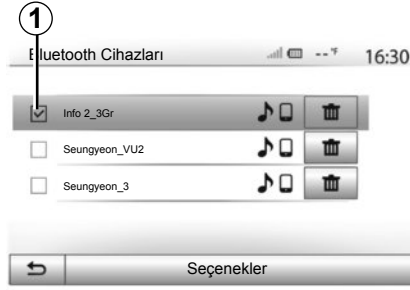 1
Bluetooth Cihazları --°F 16:30
Info 2_3Gr
Seungyeon_VU2
Seungyeon_3
Seçenekler